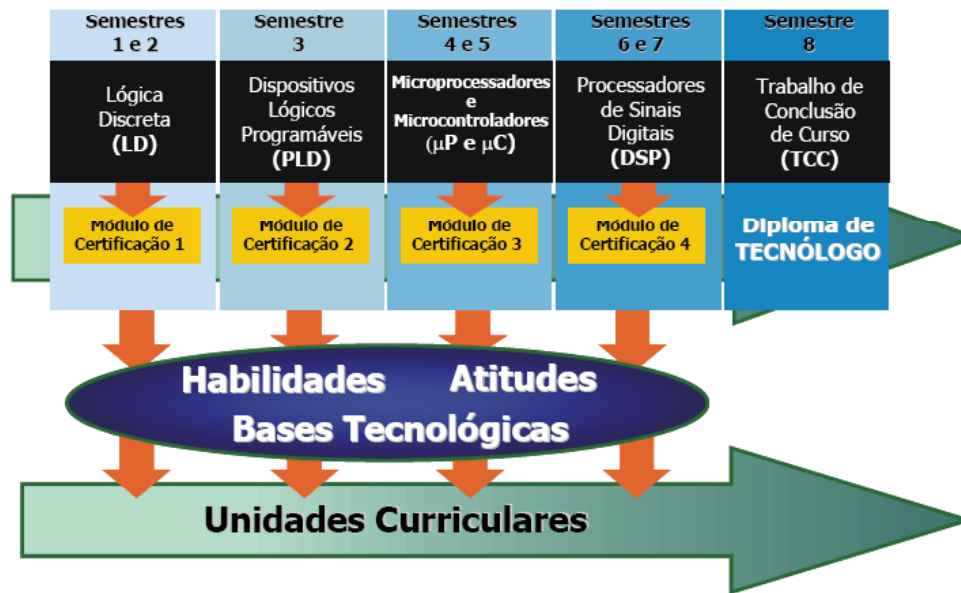 Semestres
1 e 2
Lógica
Discreta
(LD)
Módulo de
Certificação 1
Semestre
3
Dispositivos
Lógicos
Programáveis
(PLD)
Módulo de
Certificação 2
Semestres
4 e 5
Microprocessadores
e
Microcontroladores
(µP e µC)
Módulo de
Certificação 3
Semestres
6 e 7
Processadores
de Sinais
Digitais
(DSP)
Módulo de
Certificação 4
Semestre
8
Trabalho de
Conclusão
de Curso
(TCC)
Diploma de
TECNÓLOGO
Habilidades Atitudes
Bases Tecnológicas
Unidades Curriculares